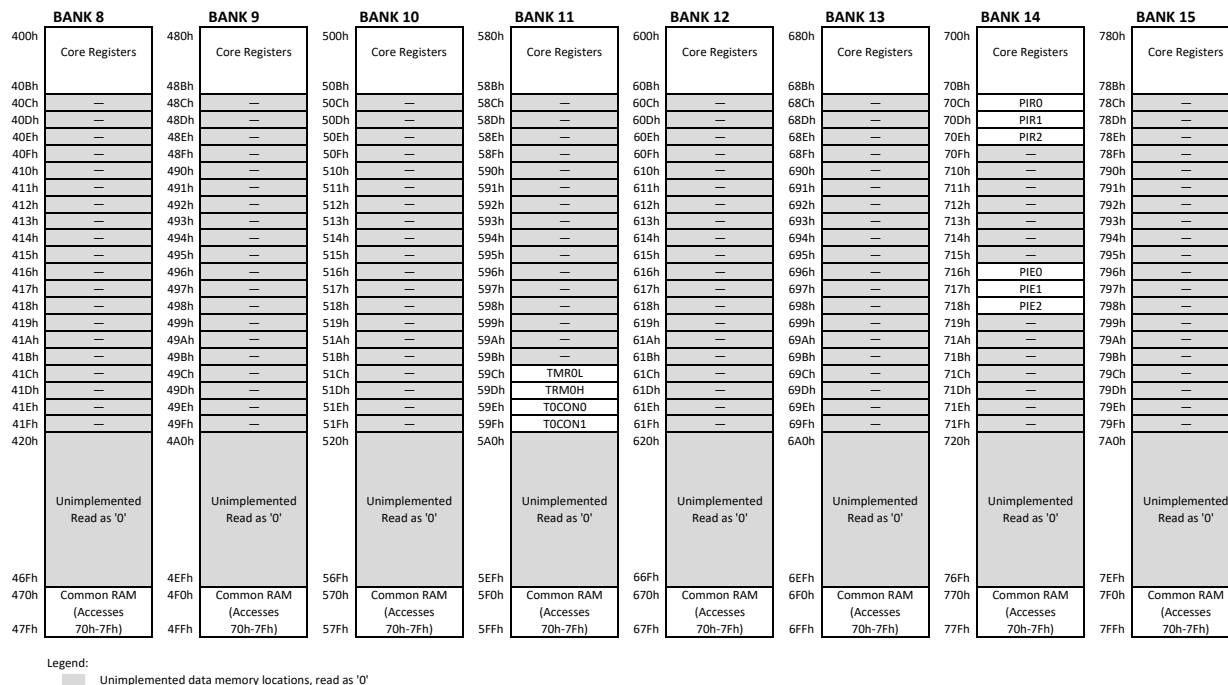 BANK 8 BANK 9 BANK 10 BANK 11 BANK 12 BANK 13 BANK 14 BANK 15
400h 480h 500h 580h 600h 680h 700h 780h
Core Registers Core Registers Core Registers Core Registers Core Registers Core Registers Core Registers Core Registers
40Bh 48Bh 50Bh 58Bh 60Bh 68Bh 70Bh 78Bh
40Ch — 48Ch — 50Ch — 58Ch — 60Ch — 68Ch — 70Ch PIR0 78Ch —
40Dh — 48Dh — 50Dh — 58Dh — 60Dh — 68Dh — 70Dh PIR1 78Dh —
40Eh — 48Eh — 50Eh — 58Eh — 60Eh — 68Eh — 70Eh PIR2 78Eh —
40Fh — 48Fh — 50Fh — 58Fh — 60Fh — 68Fh — 70Fh — 78Fh —
410h — 490h — 510h — 590h — 610h — 690h — 710h — 790h —
411h — 491h — 511h — 591h — 611h — 691h — 711h — 791h —
412h — 492h — 512h — 592h — 612h — 692h — 712h — 792h —
413h — 493h — 513h — 593h — 613h — 693h — 713h — 793h —
414h — 494h — 514h — 594h — 614h — 694h — 714h — 794h —
415h — 495h — 515h — 595h — 615h — 695h — 715h — 795h —
416h — 496h — 516h — 596h — 616h — 696h — 716h PIE0 796h —
417h — 497h — 517h — 597h — 617h — 697h — 717h PIE1 797h —
418h — 498h — 518h — 598h — 618h — 698h — 718h PIE2 798h —
419h — 499h — 519h — 599h — 619h — 699h — 719h — 799h —
41Ah — 49Ah — 51Ah — 59Ah — 61Ah — 69Ah — 71Ah — 79Ah —
41Bh — 49Bh — 51Bh — 59Bh — 61Bh — 69Bh — 71Bh — 79Bh —
41Ch — 49Ch — 51Ch — 59Ch TMR0L 61Ch — 69Ch — 71Ch — 79Ch —
41Dh — 49Dh — 51Dh — 59Dh TRM0H 61Dh — 69Dh — 71Dh — 79Dh —
41Eh — 49Eh — 51Eh — 59Eh T0CON0 61Eh — 69Eh — 71Eh — 79Eh —
41Fh — 49Fh — 51Fh — 59Fh T0CON1 61Fh — 69Fh — 71Fh — 79Fh —
420h 4A0h 520h 5A0h 620h 6A0h 720h 7A0h
Unimplemented Unimplemented Unimplemented Unimplemented Unimplemented Unimplemented Unimplemented Unimplemented
Read as '0' Read as '0' Read as '0' Read as '0' Read as '0' Read as '0' Read as '0' Read as '0'
46Fh 4EFh 56Fh 5EFh 66Fh 6EFh 76Fh 7EFh
470h Common RAM 4F0h Common RAM 570h Common RAM 5F0h Common RAM 670h Common RAM 6F0h Common RAM 770h Common RAM 7F0h Common RAM
(Accesses (Accesses (Accesses (Accesses (Accesses (Accesses (Accesses (Accesses
47Fh 70h-7Fh) 4FFh 70h-7Fh) 57Fh 70h-7Fh) 5FFh 70h-7Fh) 67Fh 70h-7Fh) 6FFh 70h-7Fh) 77Fh 70h-7Fh) 7FFh 70h-7Fh)
Legend:
Unimplemented data memory locations, read as '0'